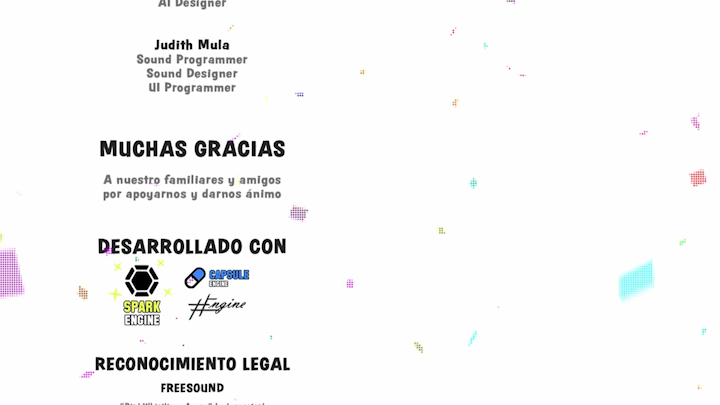 AI Designer
Judith Mula
Sound Programmer
Sound Designer
UI Programmer
MUCHAS GRACIAS
A nuestro familiares y amigos
por apoyarnos y darnos ánimo
DESARROLLADO CON
SPARK
ENGINE
CAPSULE
ENGINE
#Engine
RECONOCIMIENTO LEGAL
FREESOUND